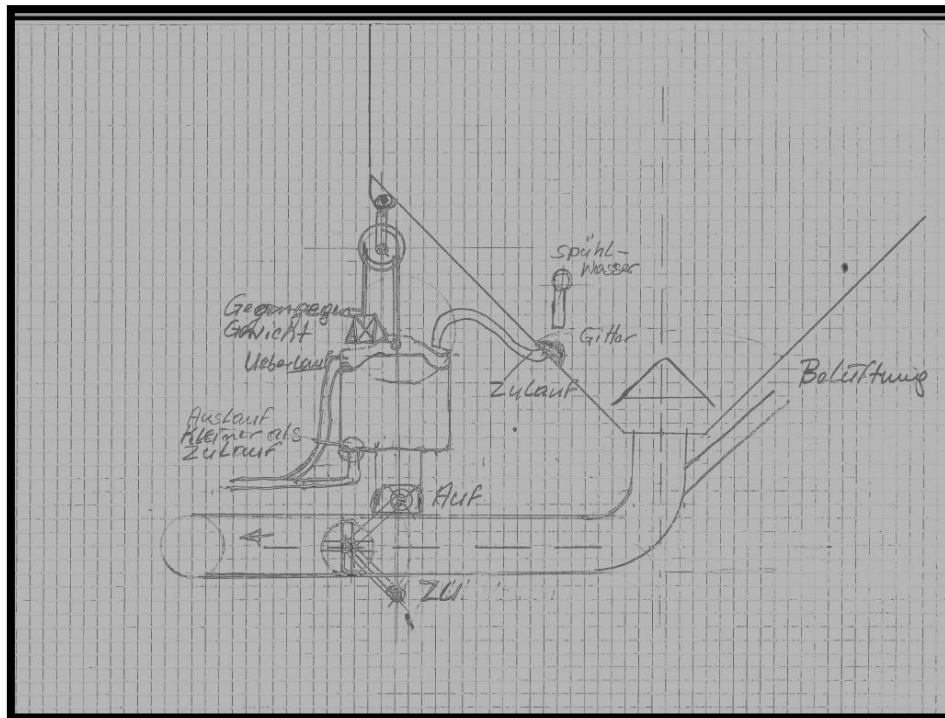 Spühl-
Wasser
Gegengegen
Gewicht
Gitter
Ueberlauf
Zulauf
Belüftung
Auslauf
Kleiner als
Zulauf
Auf
Zu